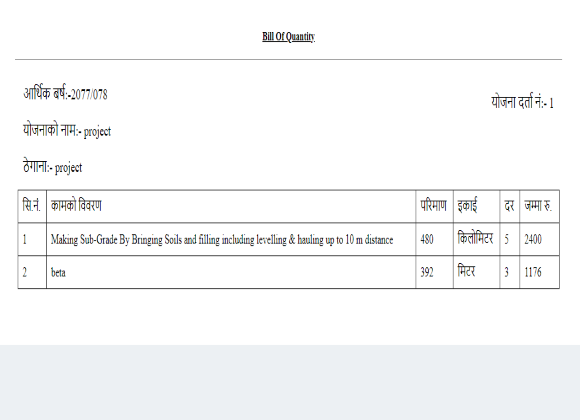 Bill Of Quantity
आर्थिक बर्ष:-2077/078
योजना दर्ता नं:- 1
योजनाको नाम:- project
ठेगाना:- project
सि.नं. कामको विवरण परिमाण इकाई दर जम्मा रु.
1 Making Sub-Grade By Bringing Soils and filling including levelling & hauling up to 10 m distance 480 किलोमिटर 5 2400
2 beta 392 मिटर 3 1176